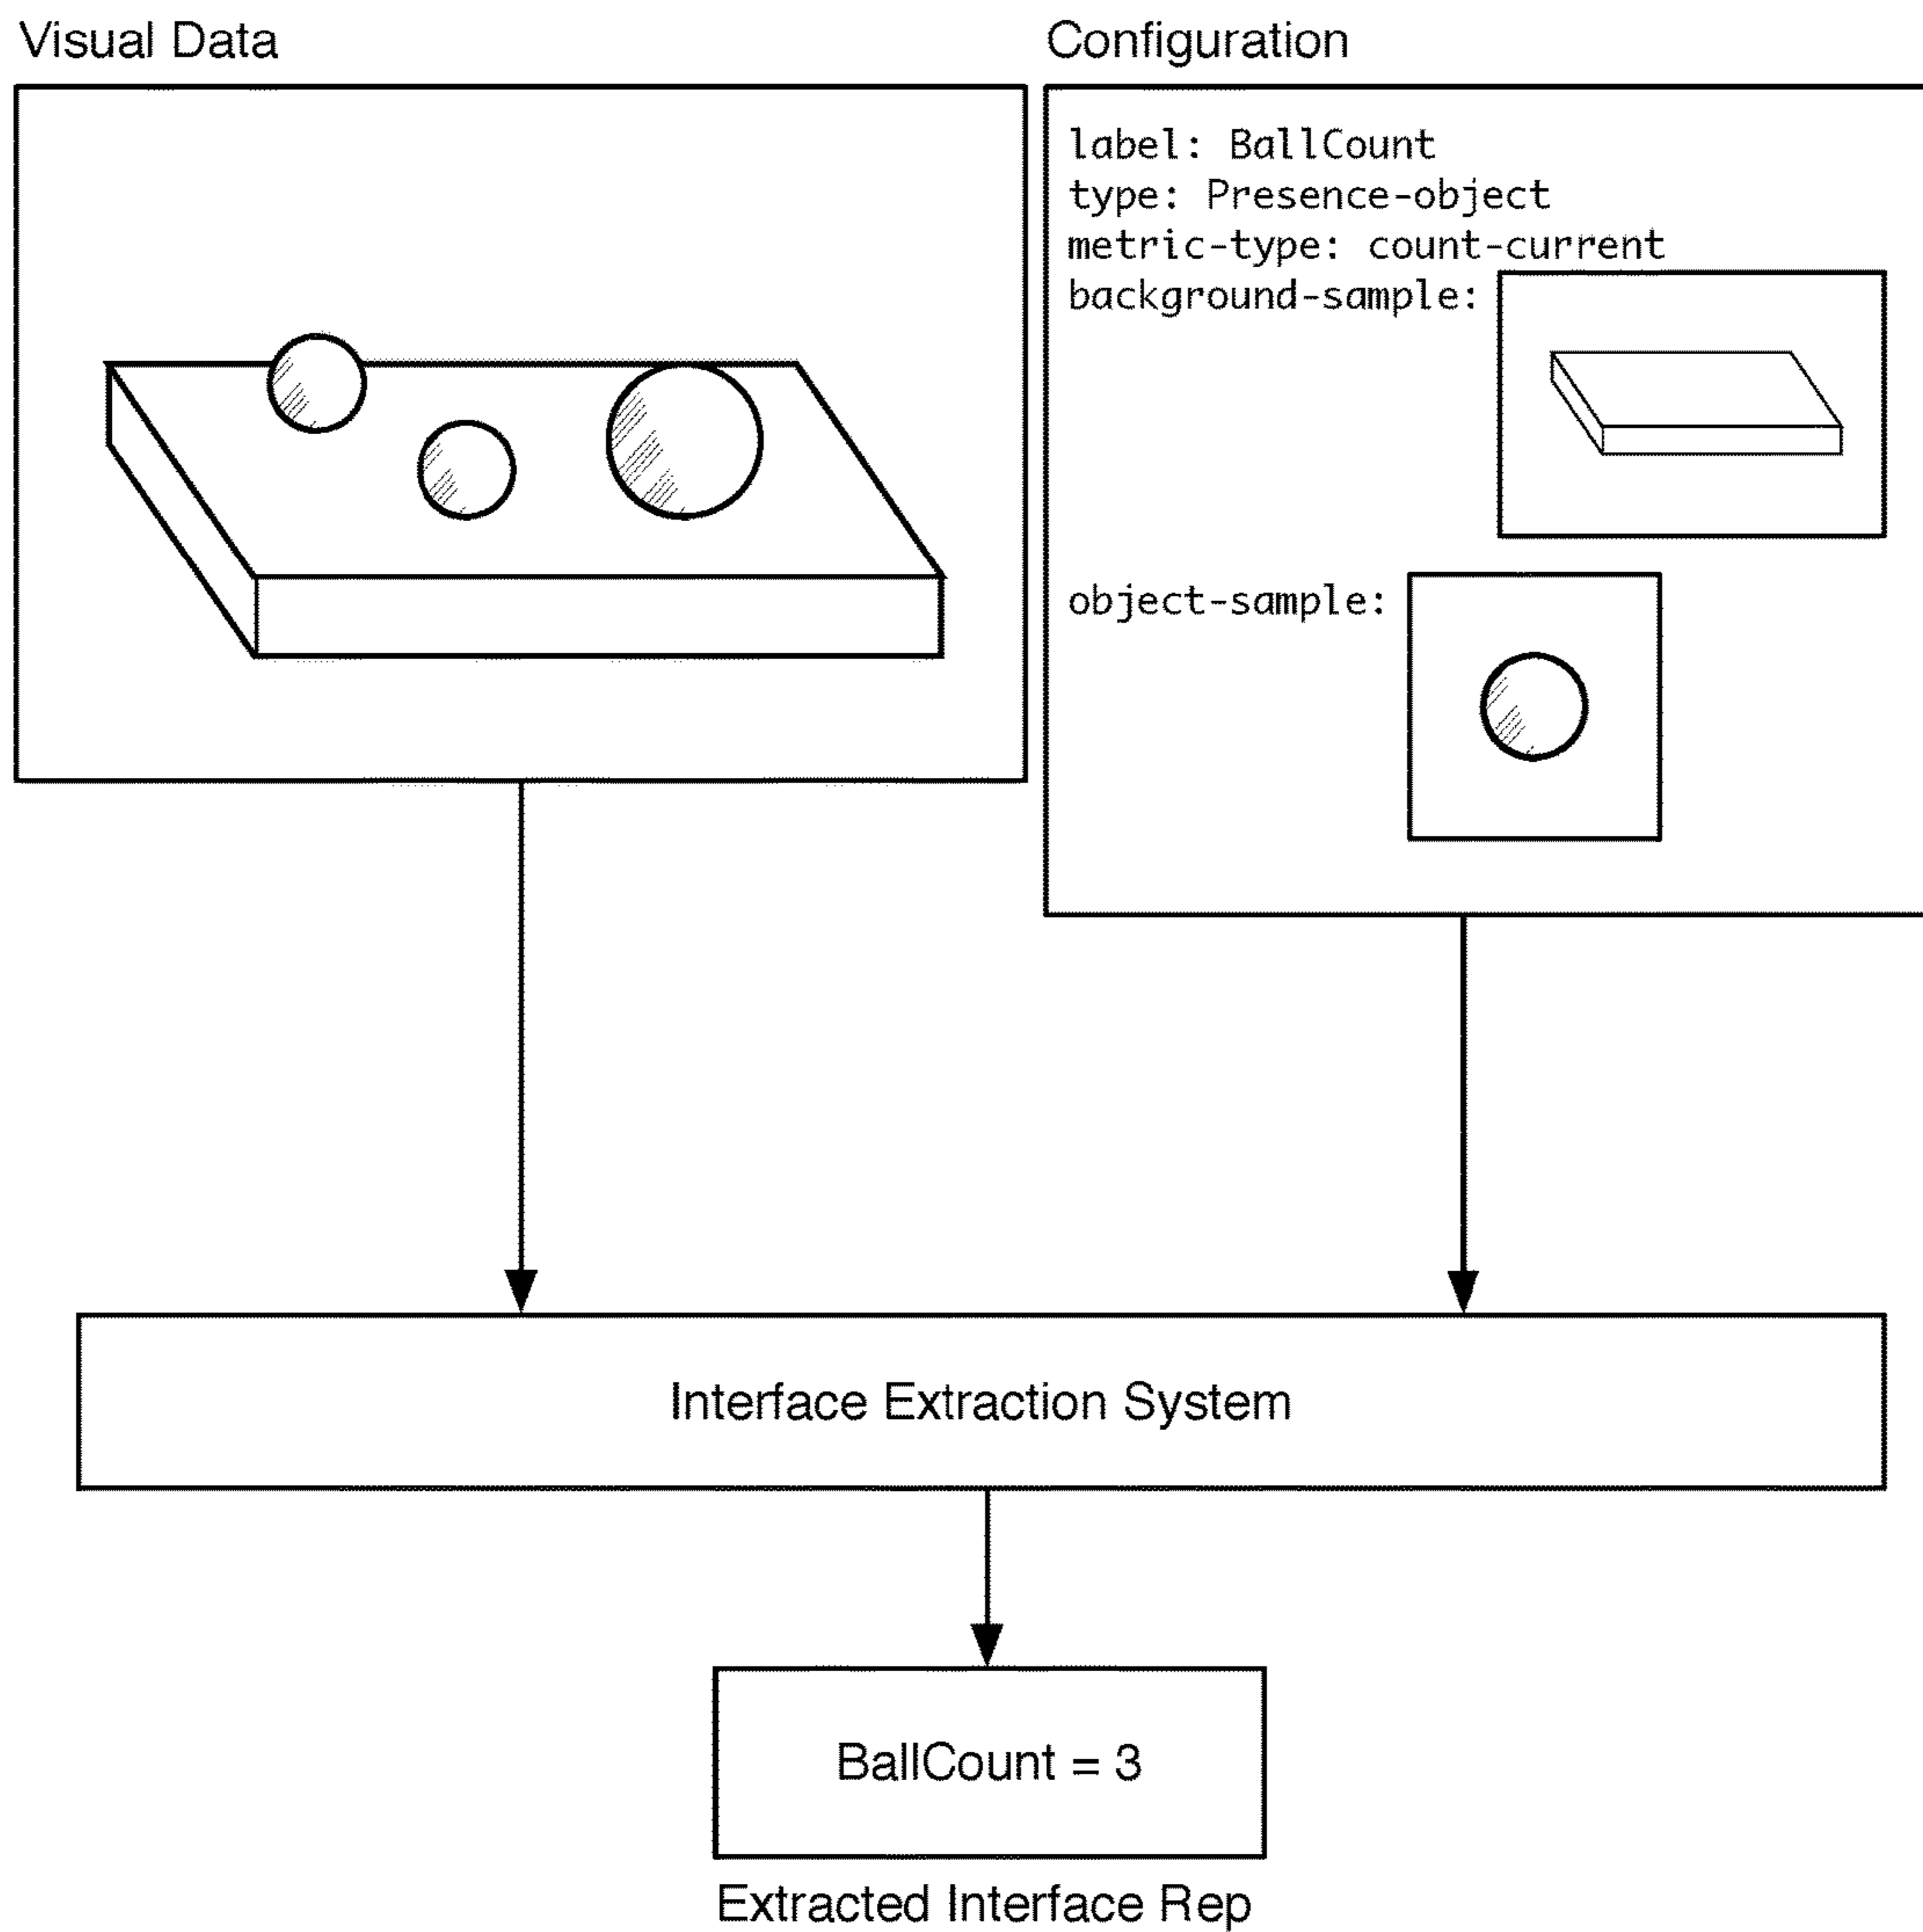 Visual Data
Configuration
label: BallCount
type: Presence-object
metric-type: count-current
background-sample:
object-sample:
Interface Extraction System
BallCount = 3
Extracted Interface Rep